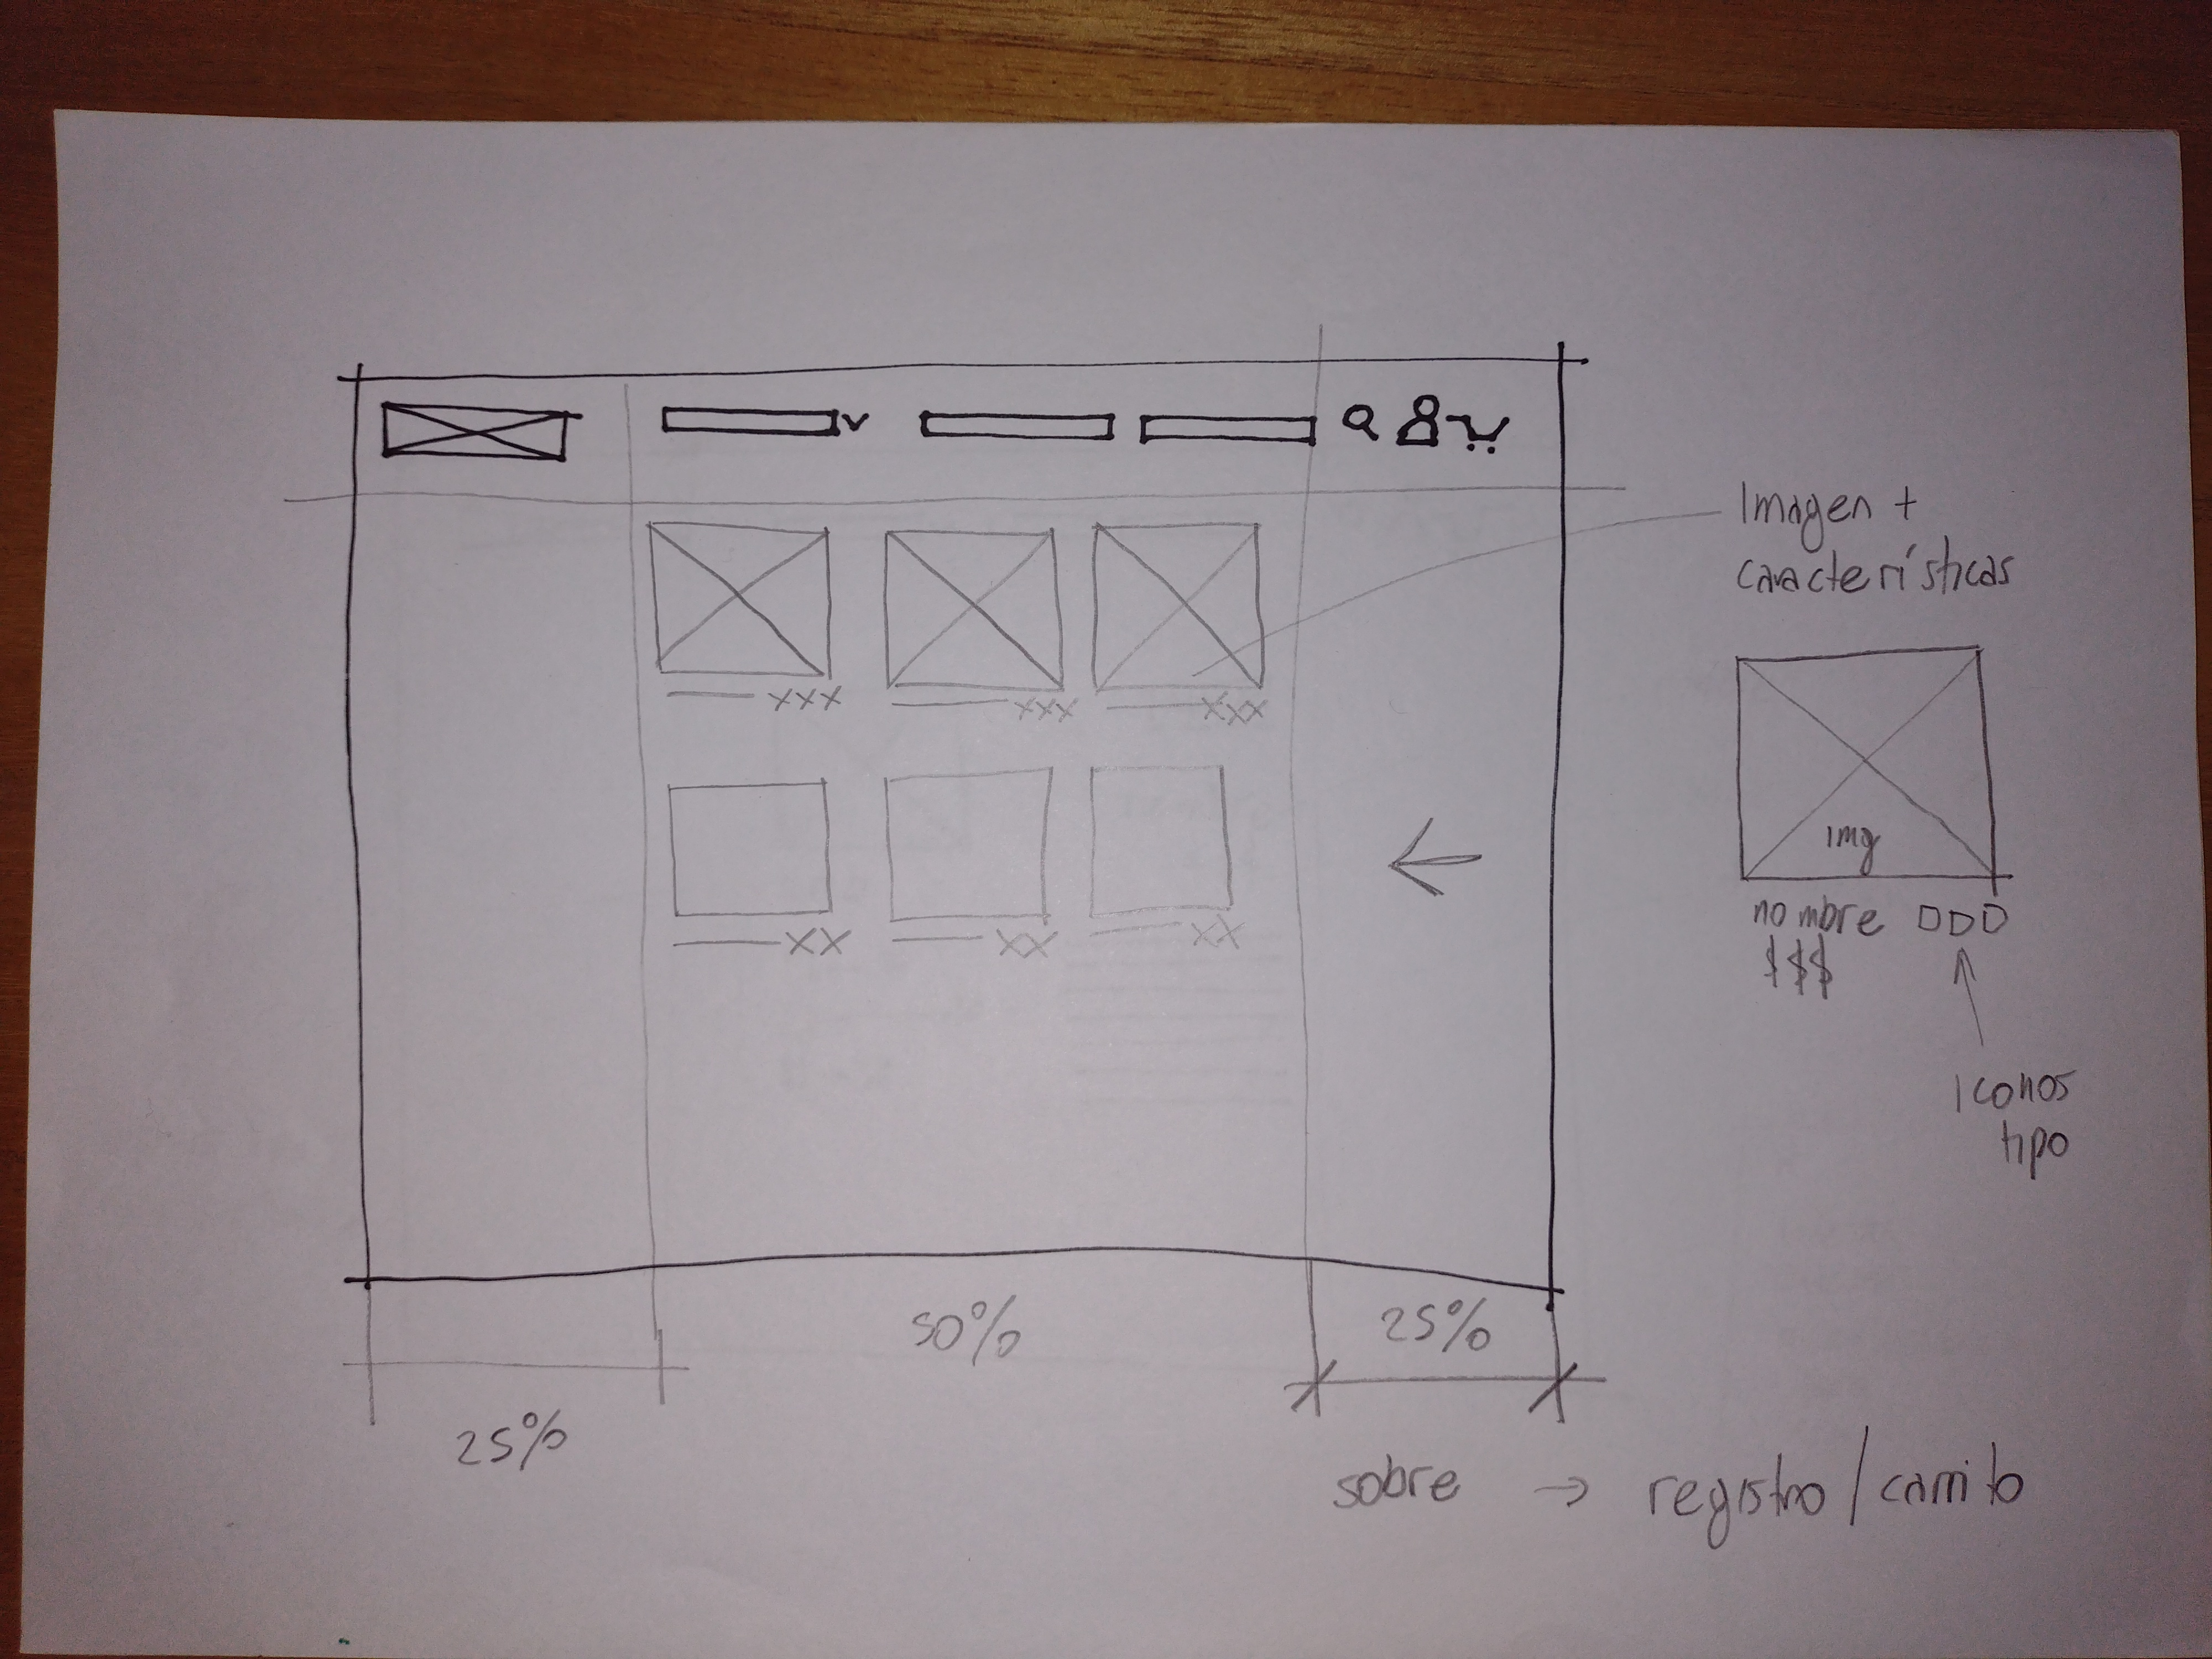 Imagen +
características
xxx
xxx
xxx
img
nombre
$$$
xx
xx
xx
iconos
tipo
50%
25%
25%
sobre → registro/carrito